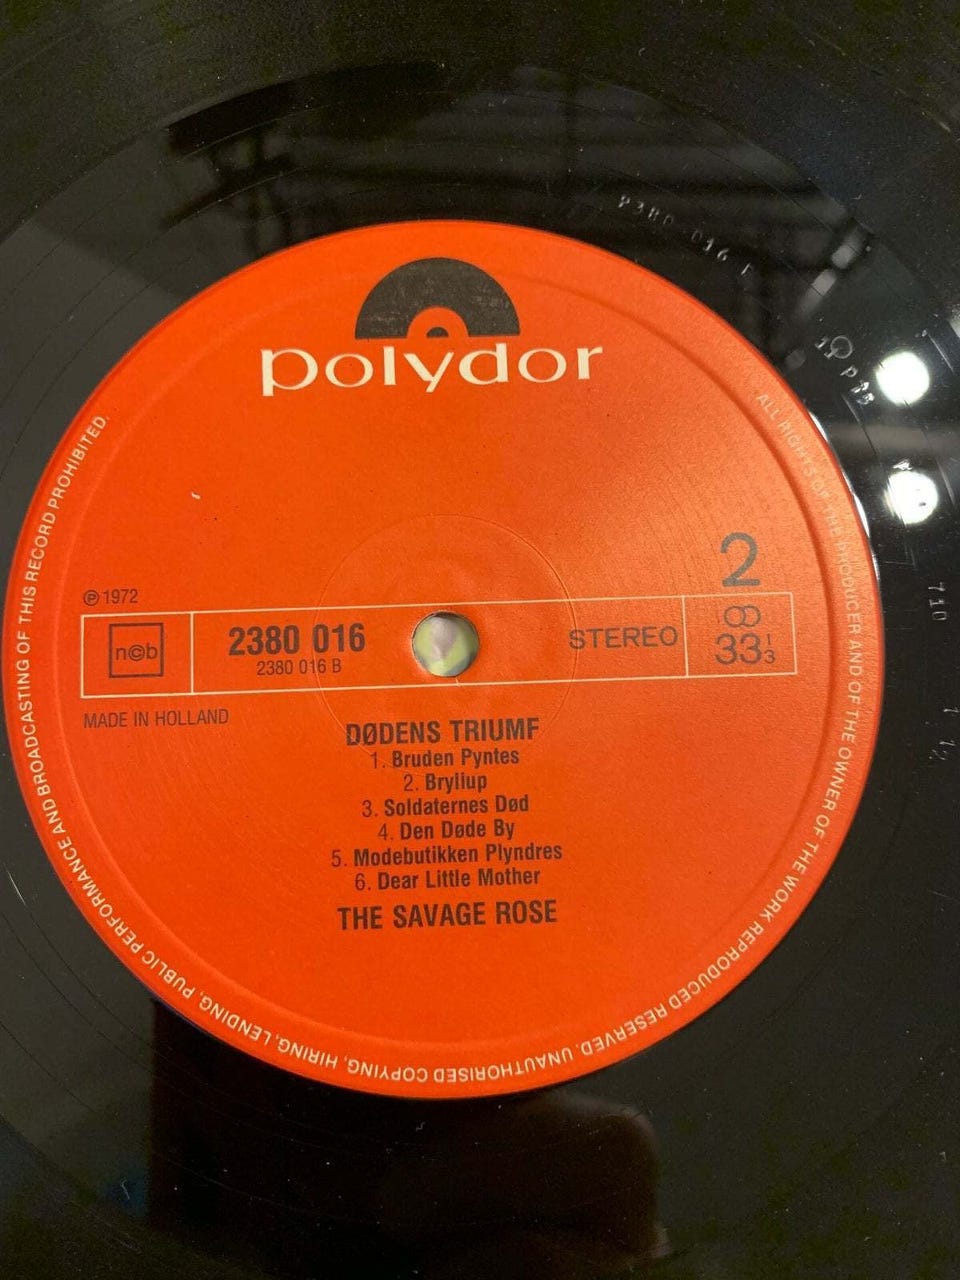 polydor
℗ 1972
n©b
2380 016
2380 016 B
STEREO
2
33 1/3
MADE IN HOLLAND
DØDENS TRIUMF
1. Bruden Pyntes
2. Bryllup
3. Soldaternes Død
4. Den Døde By
5. Modebutikken Plyndres
6. Dear Little Mother
THE SAVAGE ROSE
ALL RIGHTS OF THE PRODUCER AND OF THE OWNER OF THE WORK REPRODUCED RESERVED. UNAUTHORISED COPYING, HIRING, LENDING, PUBLIC PERFORMANCE AND BROADCASTING OF THIS RECORD PROHIBITED.
710